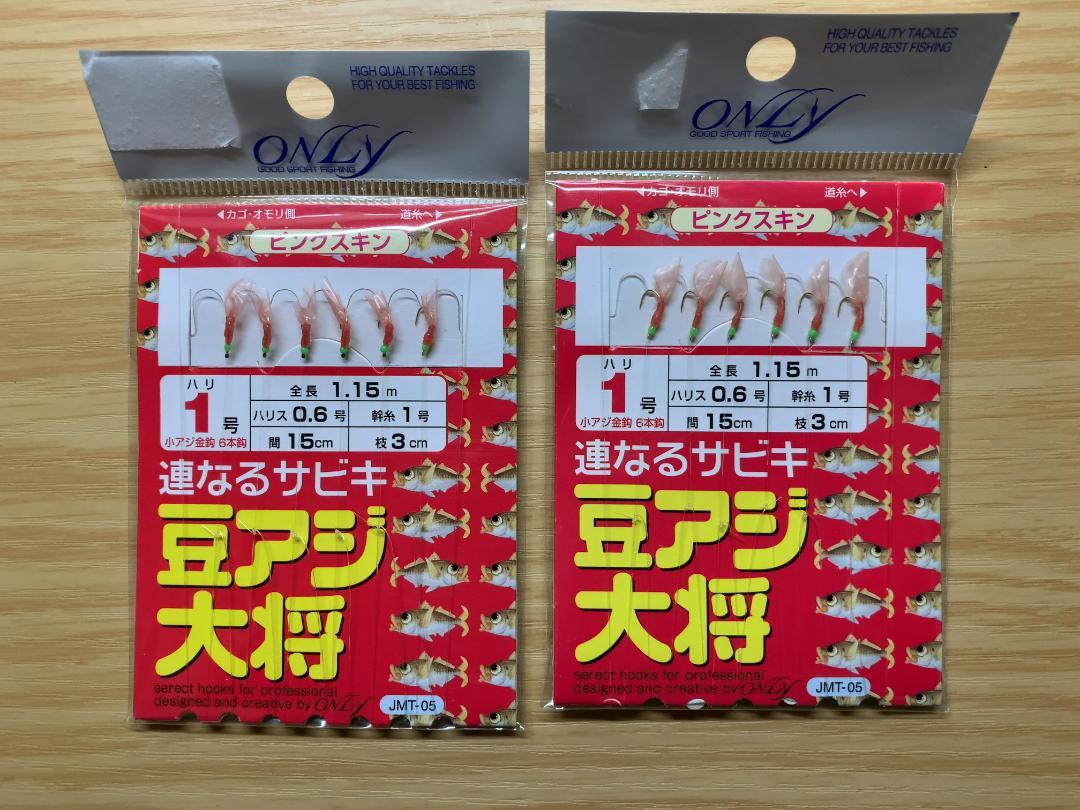 HIGH QUALITY TACKLES
FOR YOUR BEST FISHING
ONLY
GOOD SPORT FISHING
◀カゴ・オモリ側
道糸へ▶
ピンクスキン
ハリ
1号
小アジ金鈎 6本鈎
全長 1.15m
ハリス 0.6号
幹糸 1号
間 15cm
枝 3cm
連なるサビキ
豆アジ
大将
serect hooks for professional
designed and creative by ONLY
JMT-05
HIGH QUALITY TACKLES
FOR YOUR BEST FISHING
ONLY
GOOD SPORT FISHING
◀カゴ・オモリ側
道糸へ▶
ピンクスキン
ハリ
1号
小アジ金鈎 6本鈎
全長 1.15m
ハリス 0.6号
幹糸 1号
間 15cm
枝 3cm
連なるサビキ
豆アジ
大将
serect hooks for professional
designed and creative by ONLY
JMT-05